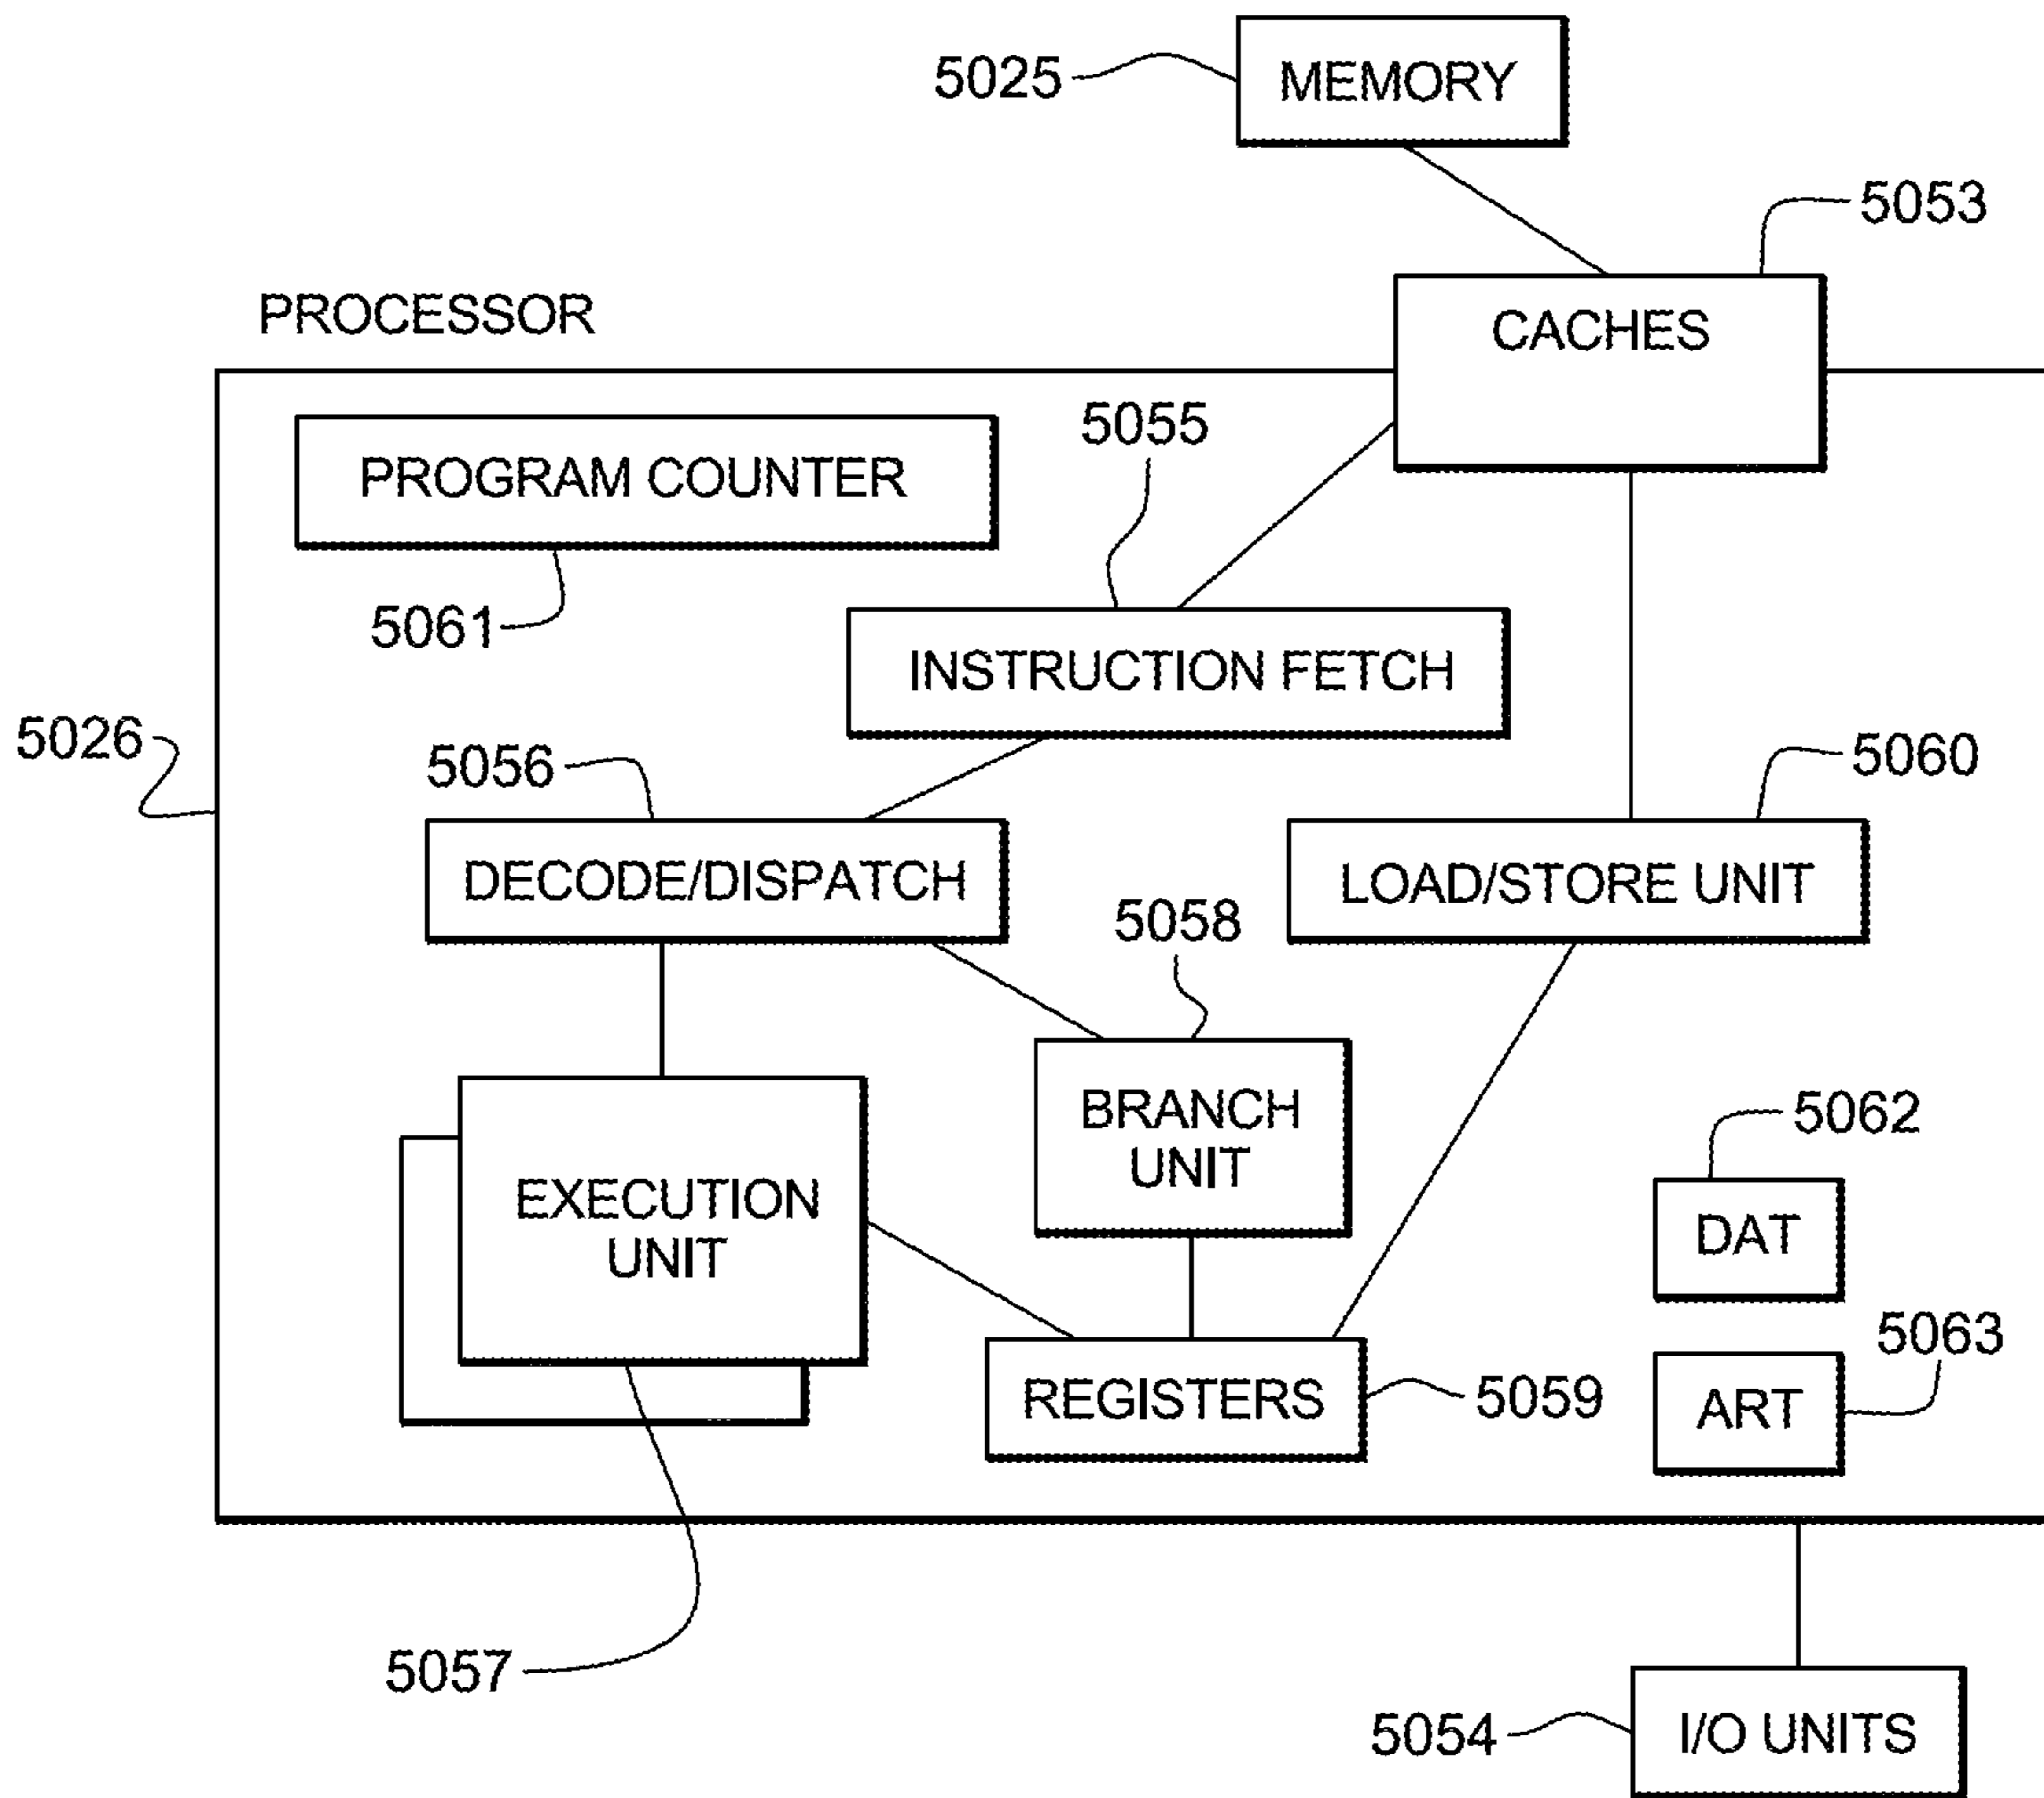 5025
MEMORY
5053
PROCESSOR
CACHES
5055
PROGRAM COUNTER
5061
INSTRUCTION FETCH
5026
5056
5060
DECODE/DISPATCH
LOAD/STORE UNIT
5058
BRANCH
UNIT
5062
EXECUTION
UNIT
DAT
5063
REGISTERS
5059
ART
5057
5054
I/O UNITS